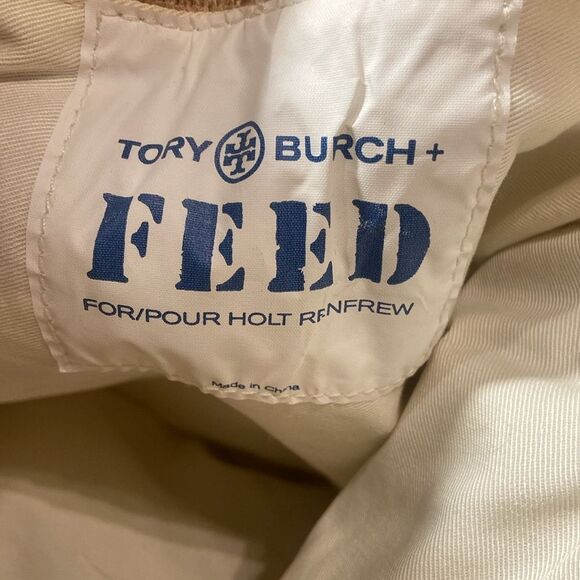 TORY BURCH +
FEED
FOR/POUR HOLT RENFREW
Made in China